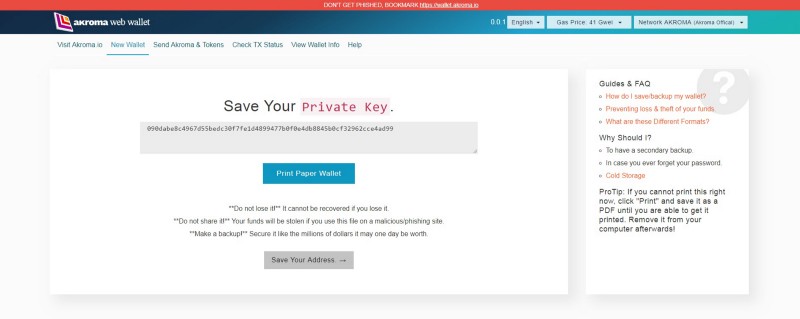 DON'T GET PHISHED, BOOKMARK https://wallet.akroma.io
akroma web wallet
0.0.1 English Gas Price: 41 Gwei Network AKROMA (Akroma Official)
Visit Akroma io New Wallet Send Akroma & Tokens Check TX Status View Wallet Info Help
Save Your Private Key.
090dabe8c4967d55bedc30f7fe1d4899477b0f0e4db8845b0cf32962cce4ad99
Print Paper Wallet
**Do not lose it!** It cannot be recovered if you lose it.
**Do not share it!** Your funds will be stolen if you use this file on a malicious/phishing site.
**Make a backup!** Secure it like the millions of dollars it may one day be worth.
Save Your Address →
?
Guides & FAQ
How do I save/backup my wallet?
Preventing loss & theft of your funds.
What are these Different Formats?
Why Should I?
To have a secondary backup.
In case you ever forget your password.
Cold Storage
ProTip: If you cannot print this right
now, click "Print" and save it as a
PDF until you are able to get it
printed. Remove it from your
computer afterwards!